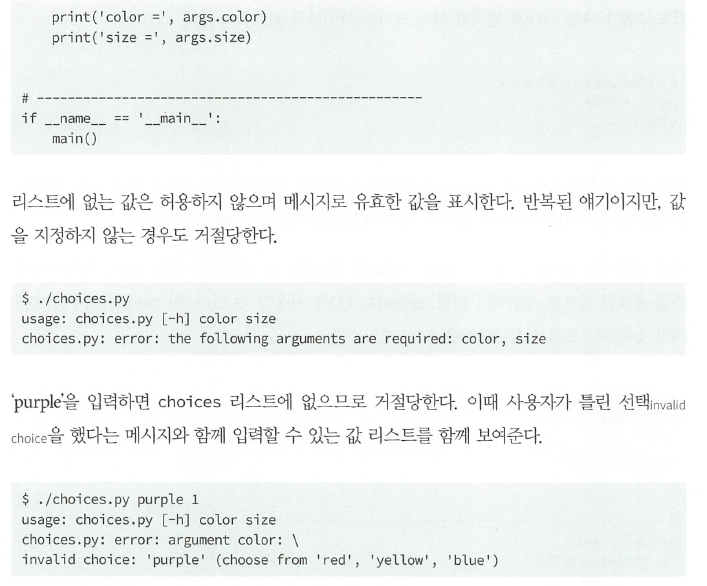 print('color =', args.color)
print('size =', args.size)
# --------------------------------------------------
if __name__ == '__main__':
main()
리스트에 없는 값은 허용하지 않으며 메시지로 유효한 값을 표시한다. 반복된 얘기이지만, 값
을 지정하지 않는 경우도 거절당한다.
$ ./choices.py
usage: choices.py [-h] color size
choices.py: error: the following arguments are required: color, size
'purple'을 입력하면 choices 리스트에 없으므로 거절당한다. 이때 사용자가 틀린 선택invalid
choice을 했다는 메시지와 함께 입력할 수 있는 값 리스트를 함께 보여준다.
$ ./choices.py purple 1
usage: choices.py [-h] color size
choices.py: error: argument color: \
invalid choice: 'purple' (choose from 'red', 'yellow', 'blue')